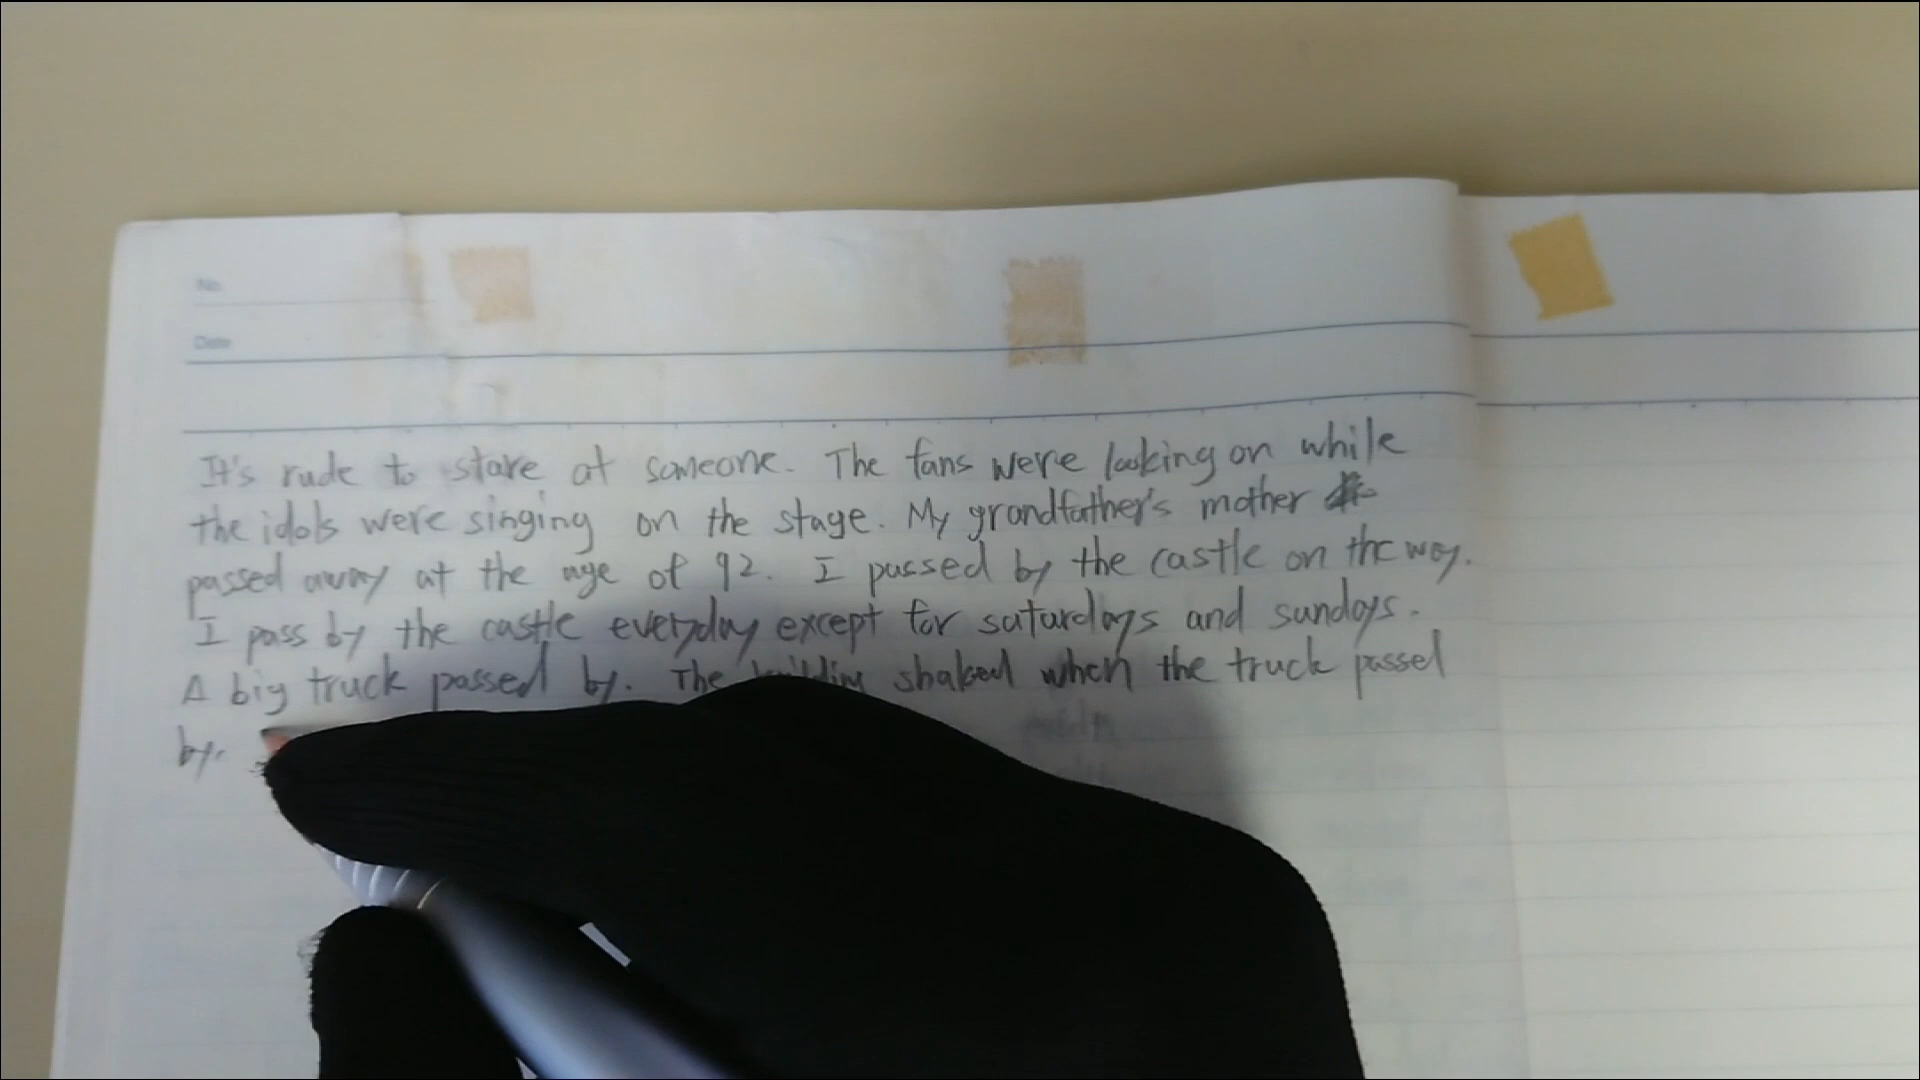 No.
Date
It's rude to stare at someone. The fans were looking on while
the idols were singing on the stage. My grandfather's mother
passed away at the age of 92. I passed by the castle on the way.
I pass by the castle everyday except for saturdays and sundays.
A big truck passed by. The building shaked when the truck passed
by.